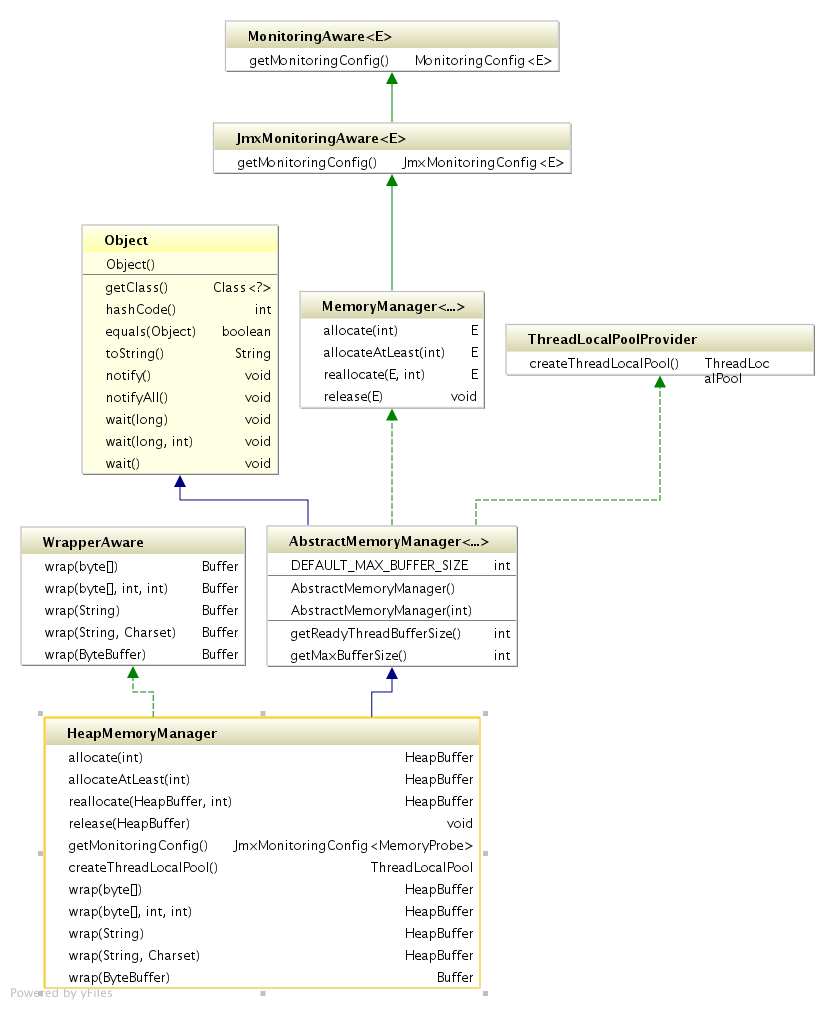 MonitoringAware<E>
getMonitoringConfig() MonitoringConfig<E>
JmxMonitoringAware<E>
getMonitoringConfig() JmxMonitoringConfig<E>
Object
Object()
getClass() Class<?>
hashCode() int
equals(Object) boolean
toString() String
notify() void
notifyAll() void
wait(long) void
wait(long, int) void
wait() void
MemoryManager<...>
allocate(int) E
allocateAtLeast(int) E
reallocate(E, int) E
release(E) void
ThreadLocalPoolProvider
createThreadLocalPool() ThreadLoc
alPool
WrapperAware
wrap(byte[]) Buffer
wrap(byte[], int, int) Buffer
wrap(String) Buffer
wrap(String, Charset) Buffer
wrap(ByteBuffer) Buffer
AbstractMemoryManager<...>
DEFAULT_MAX_BUFFER_SIZE int
AbstractMemoryManager()
AbstractMemoryManager(int)
getReadyThreadBufferSize() int
getMaxBufferSize() int
HeapMemoryManager
allocate(int) HeapBuffer
allocateAtLeast(int) HeapBuffer
reallocate(HeapBuffer, int) HeapBuffer
release(HeapBuffer) void
getMonitoringConfig() JmxMonitoringConfig<MemoryProbe>
createThreadLocalPool() ThreadLocalPool
wrap(byte[]) HeapBuffer
wrap(byte[], int, int) HeapBuffer
wrap(String) HeapBuffer
wrap(String, Charset) HeapBuffer
wrap(ByteBuffer) Buffer
Powered by yFiles